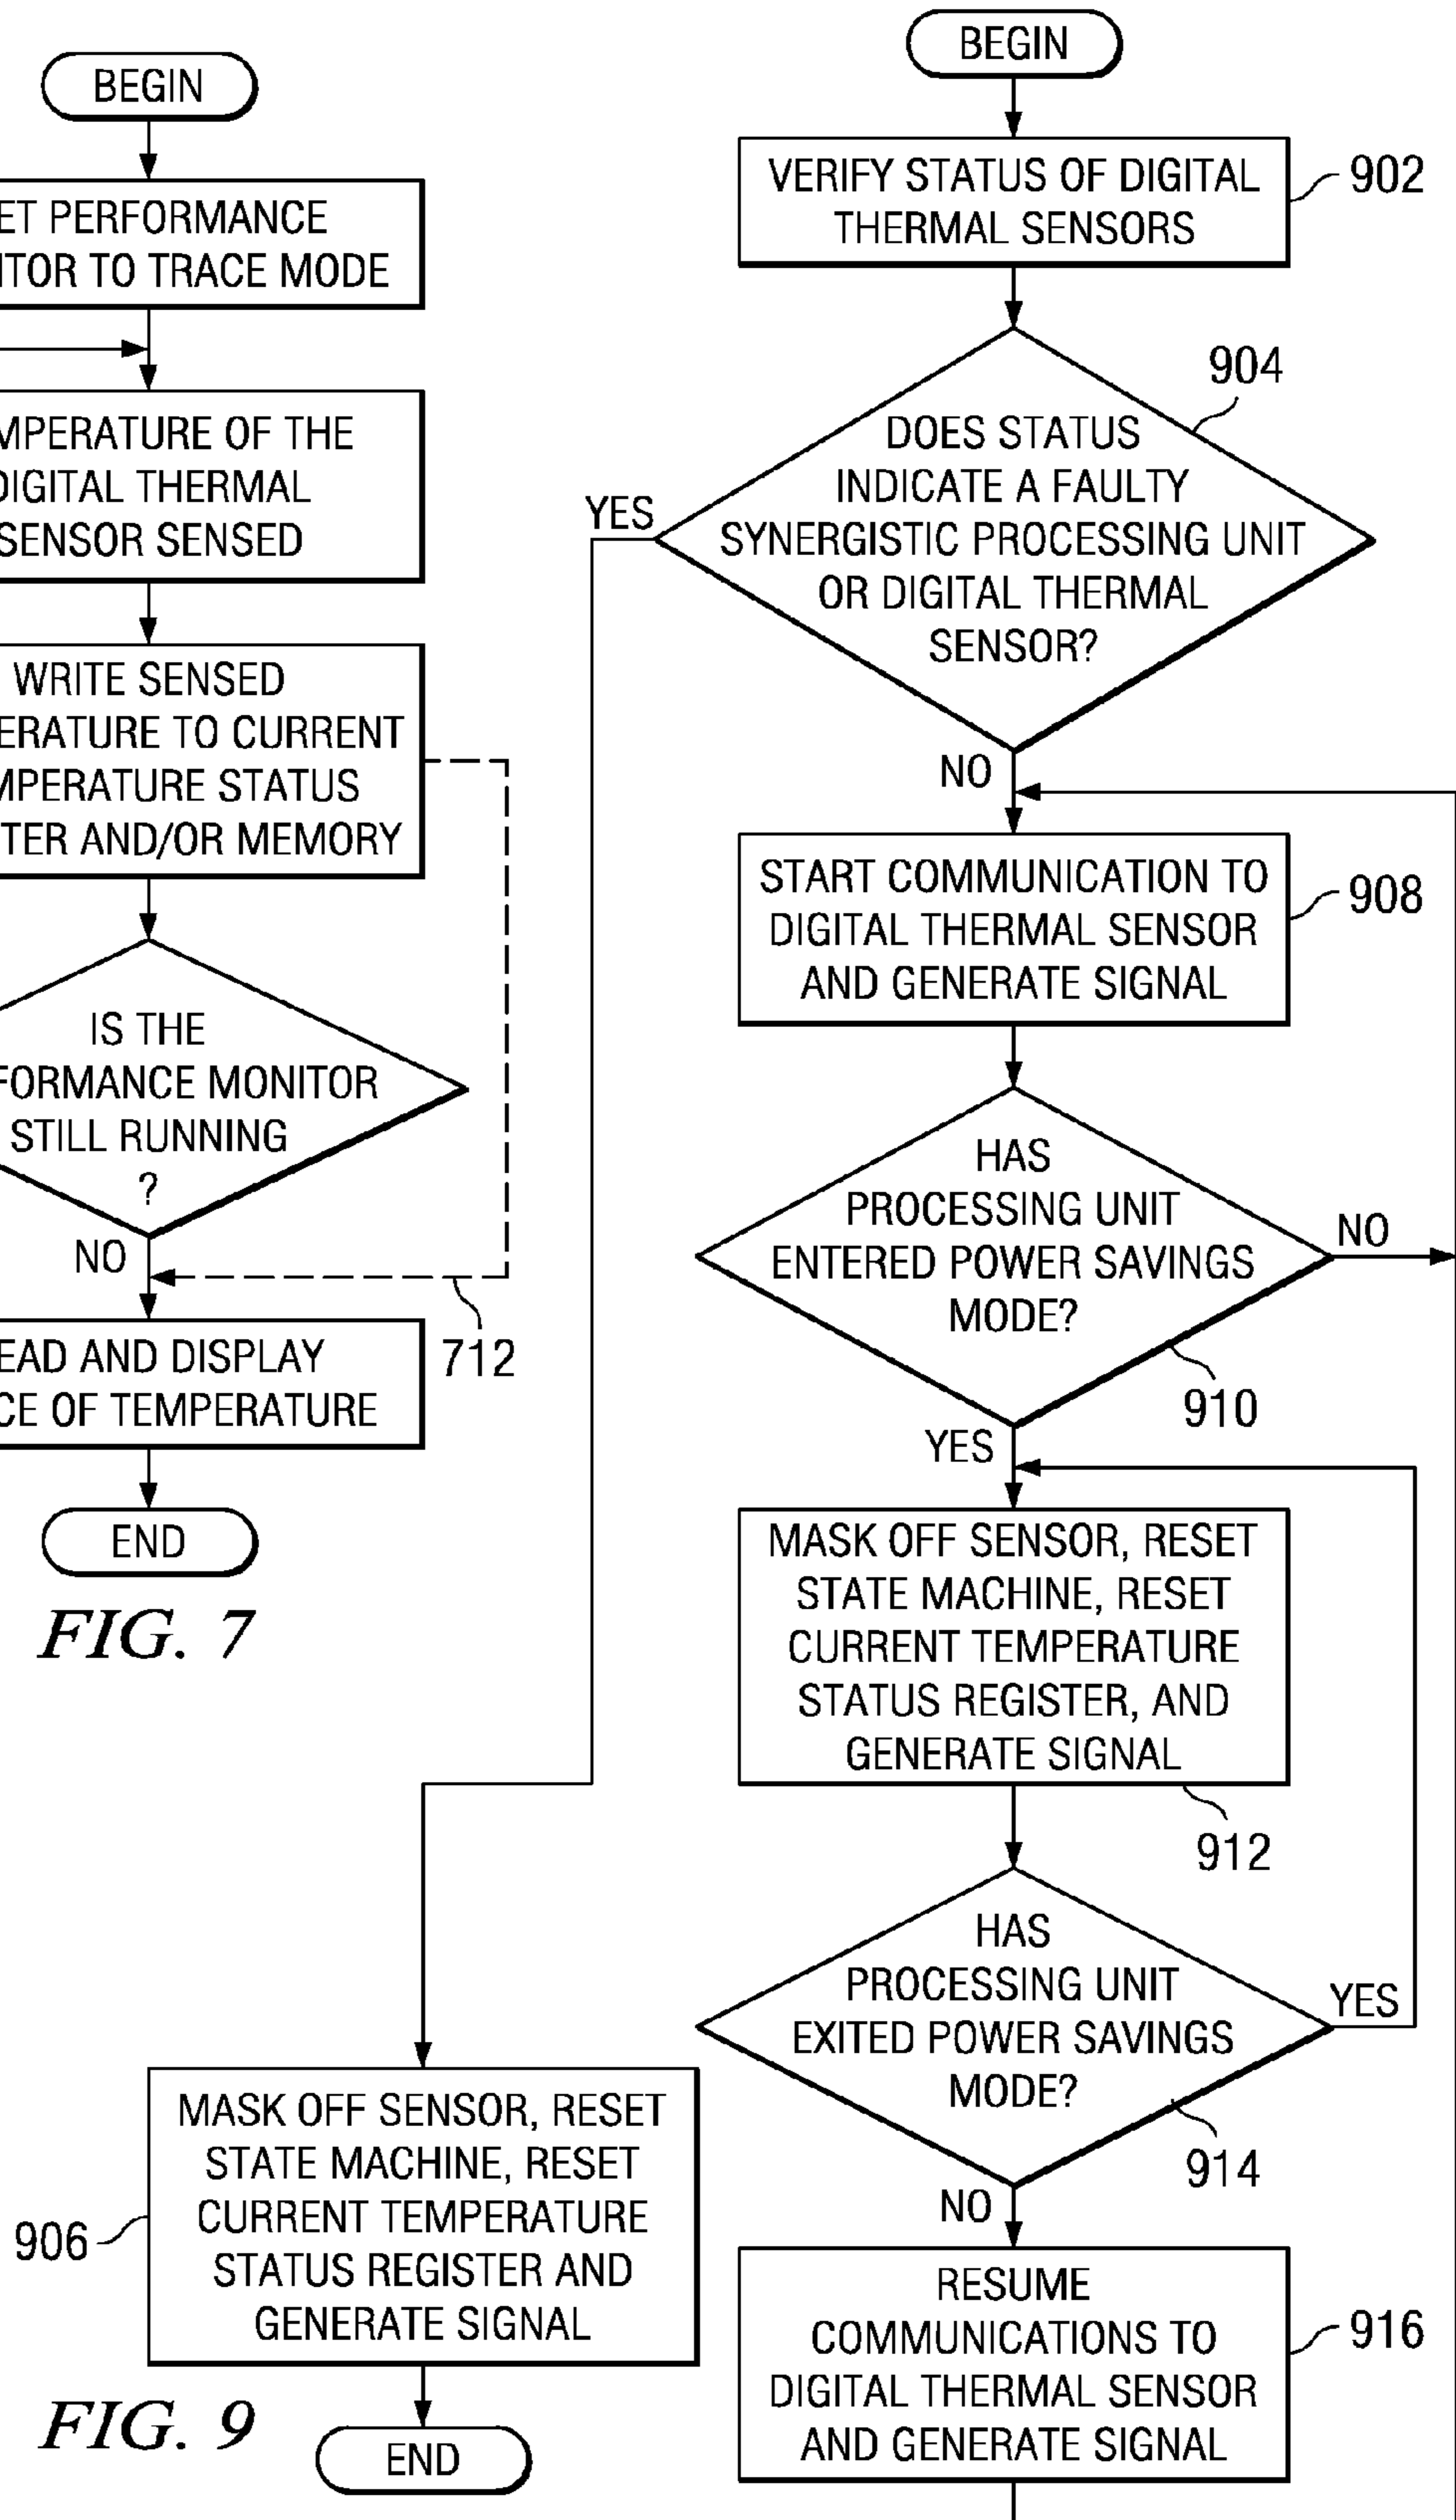 BEGIN
ET PERFORMANCE
ITOR TO TRACE MODE
MPERATURE OF THE
DIGITAL THERMAL
SENSOR SENSED
WRITE SENSED
ERATURE TO CURRENT
MPERATURE STATUS
TER AND/OR MEMORY
IS THE
FORMANCE MONITOR
STILL RUNNING
?
NO
712
EAD AND DISPLAY
CE OF TEMPERATURE
END
FIG. 7
BEGIN
VERIFY STATUS OF DIGITAL
THERMAL SENSORS
902
904
DOES STATUS
INDICATE A FAULTY
SYNERGISTIC PROCESSING UNIT
OR DIGITAL THERMAL
SENSOR?
YES
NO
START COMMUNICATION TO
DIGITAL THERMAL SENSOR
AND GENERATE SIGNAL
908
HAS
PROCESSING UNIT
ENTERED POWER SAVINGS
MODE?
NO
910
YES
MASK OFF SENSOR, RESET
STATE MACHINE, RESET
CURRENT TEMPERATURE
STATUS REGISTER, AND
GENERATE SIGNAL
912
HAS
PROCESSING UNIT
EXITED POWER SAVINGS
MODE?
YES
914
NO
RESUME
COMMUNICATIONS TO
DIGITAL THERMAL SENSOR
AND GENERATE SIGNAL
916
MASK OFF SENSOR, RESET
STATE MACHINE, RESET
CURRENT TEMPERATURE
STATUS REGISTER AND
GENERATE SIGNAL
906
END
FIG. 9